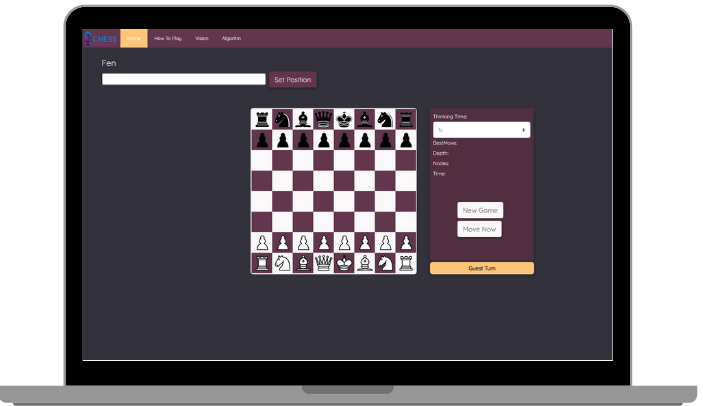 CHESS
Home
How To Play
Vision
Algoritm
Fen
Set Position
Thinking Time:
1s
BestMove:
Depth:
Nodes:
Time:
New Game
Move Now
Guest Turn